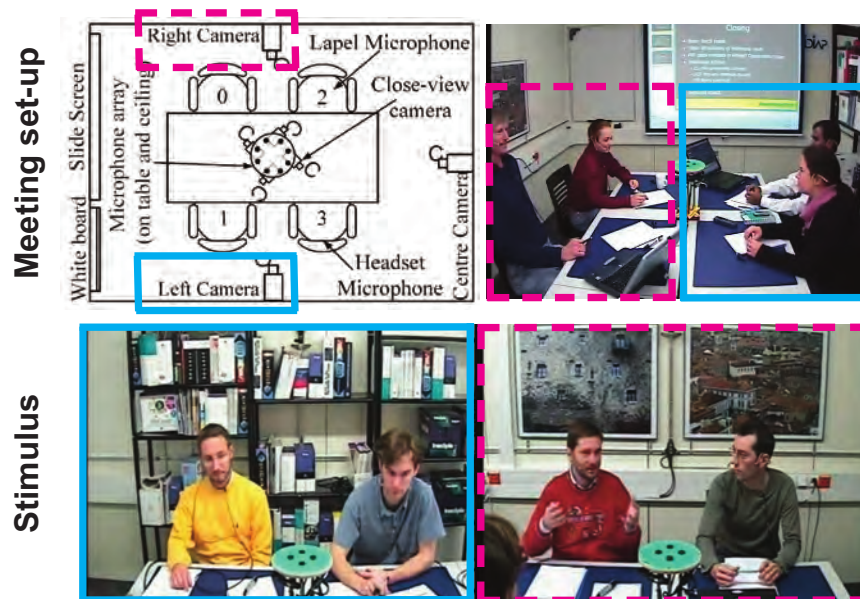 Meeting set-up
Slide Screen
White board
Microphone array
(on table and ceiling)
Right Camera
Lapel Microphone
Close-view
camera
0
2
1
3
Left Camera
Headset
Microphone
Centre Camera
Closing
Stimulus